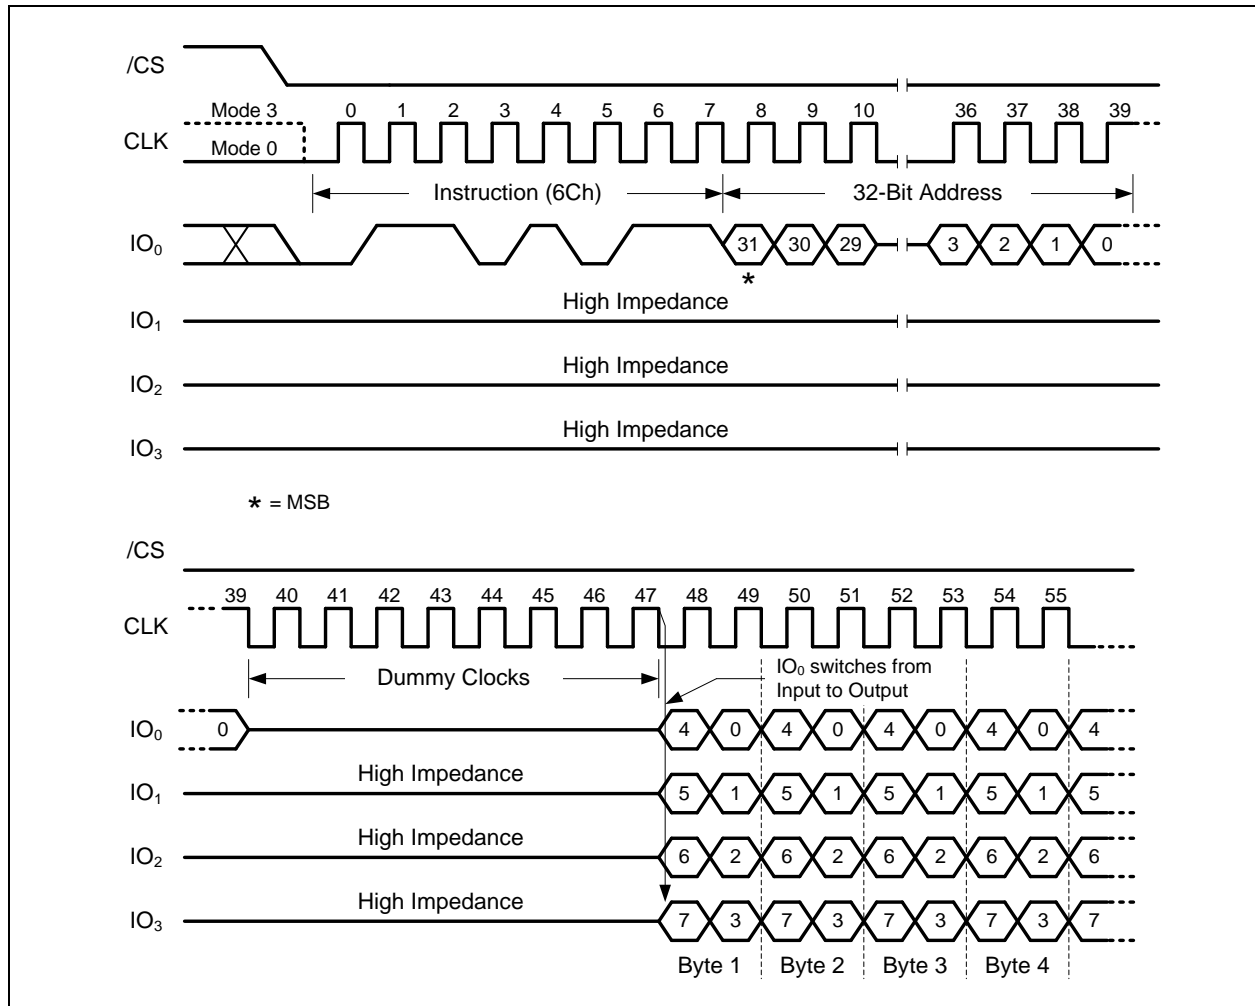 /CS
Mode 3 0 1 2 3 4 5 6 7 8 9 10 36 37 38 39
CLK
Mode 0
Instruction (6Ch) 32-Bit Address
IO₀ 31 30 29 3 2 1 0
*
High Impedance
IO₁
High Impedance
IO₂
High Impedance
IO₃
* = MSB
/CS
39 40 41 42 43 44 45 46 47 48 49 50 51 52 53 54 55
CLK
Dummy Clocks
IO₀ switches from
Input to Output
IO₀ 0 4 0 4 0 4 0 4 0 4
High Impedance
IO₁ 5 1 5 1 5 1 5 1 5
High Impedance
IO₂ 6 2 6 2 6 2 6 2 6
High Impedance
IO₃ 7 3 7 3 7 3 7 3 7
Byte 1 Byte 2 Byte 3 Byte 4